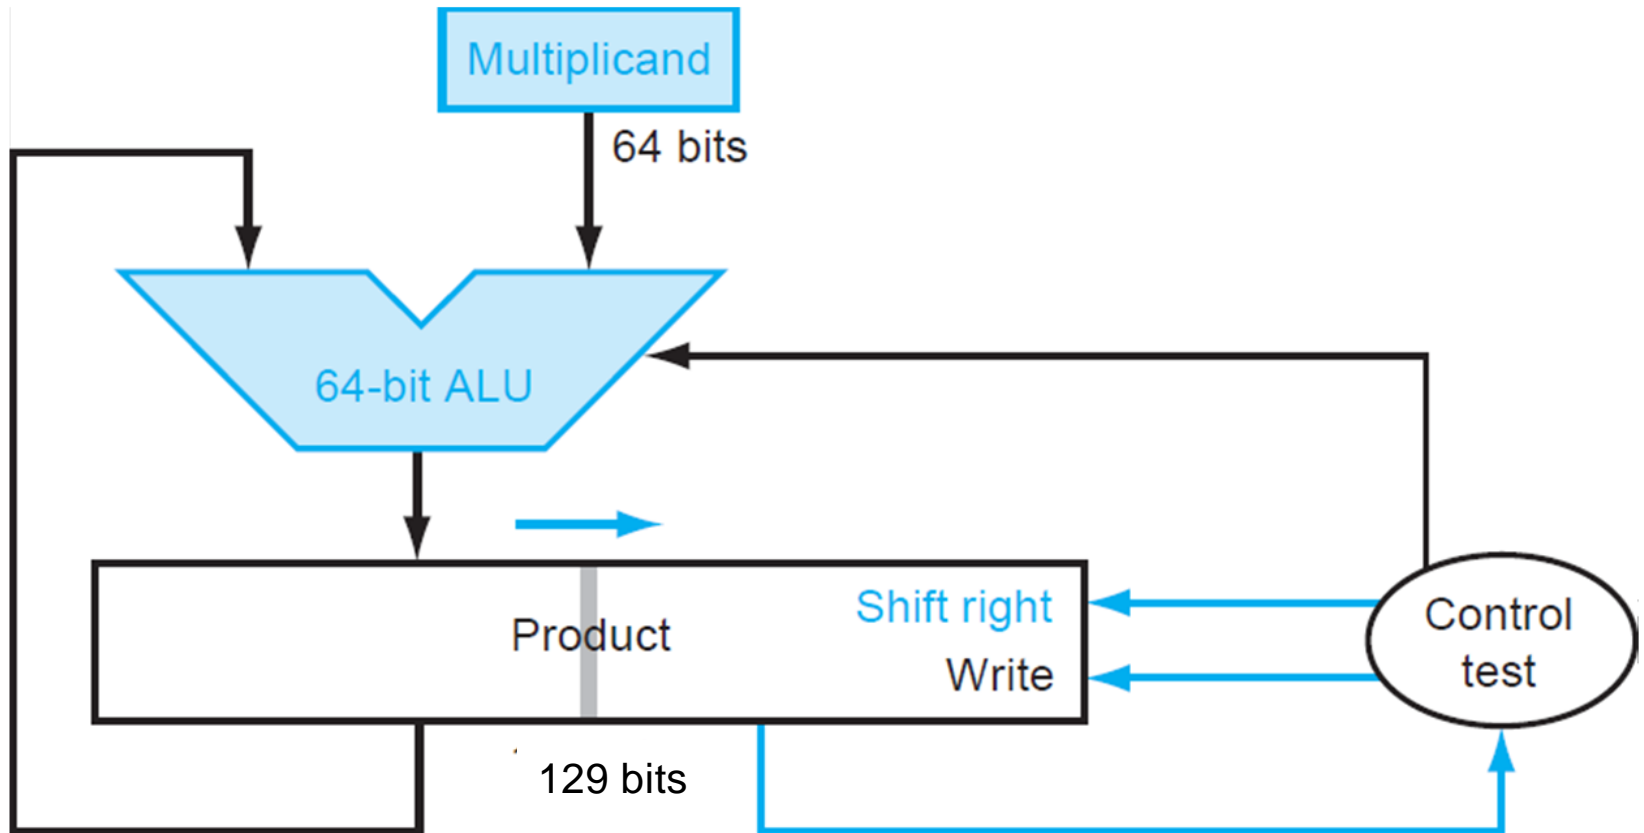 Multiplicand
64 bits
64-bit ALU
Product
Shift right
Write
Control
test
129 bits